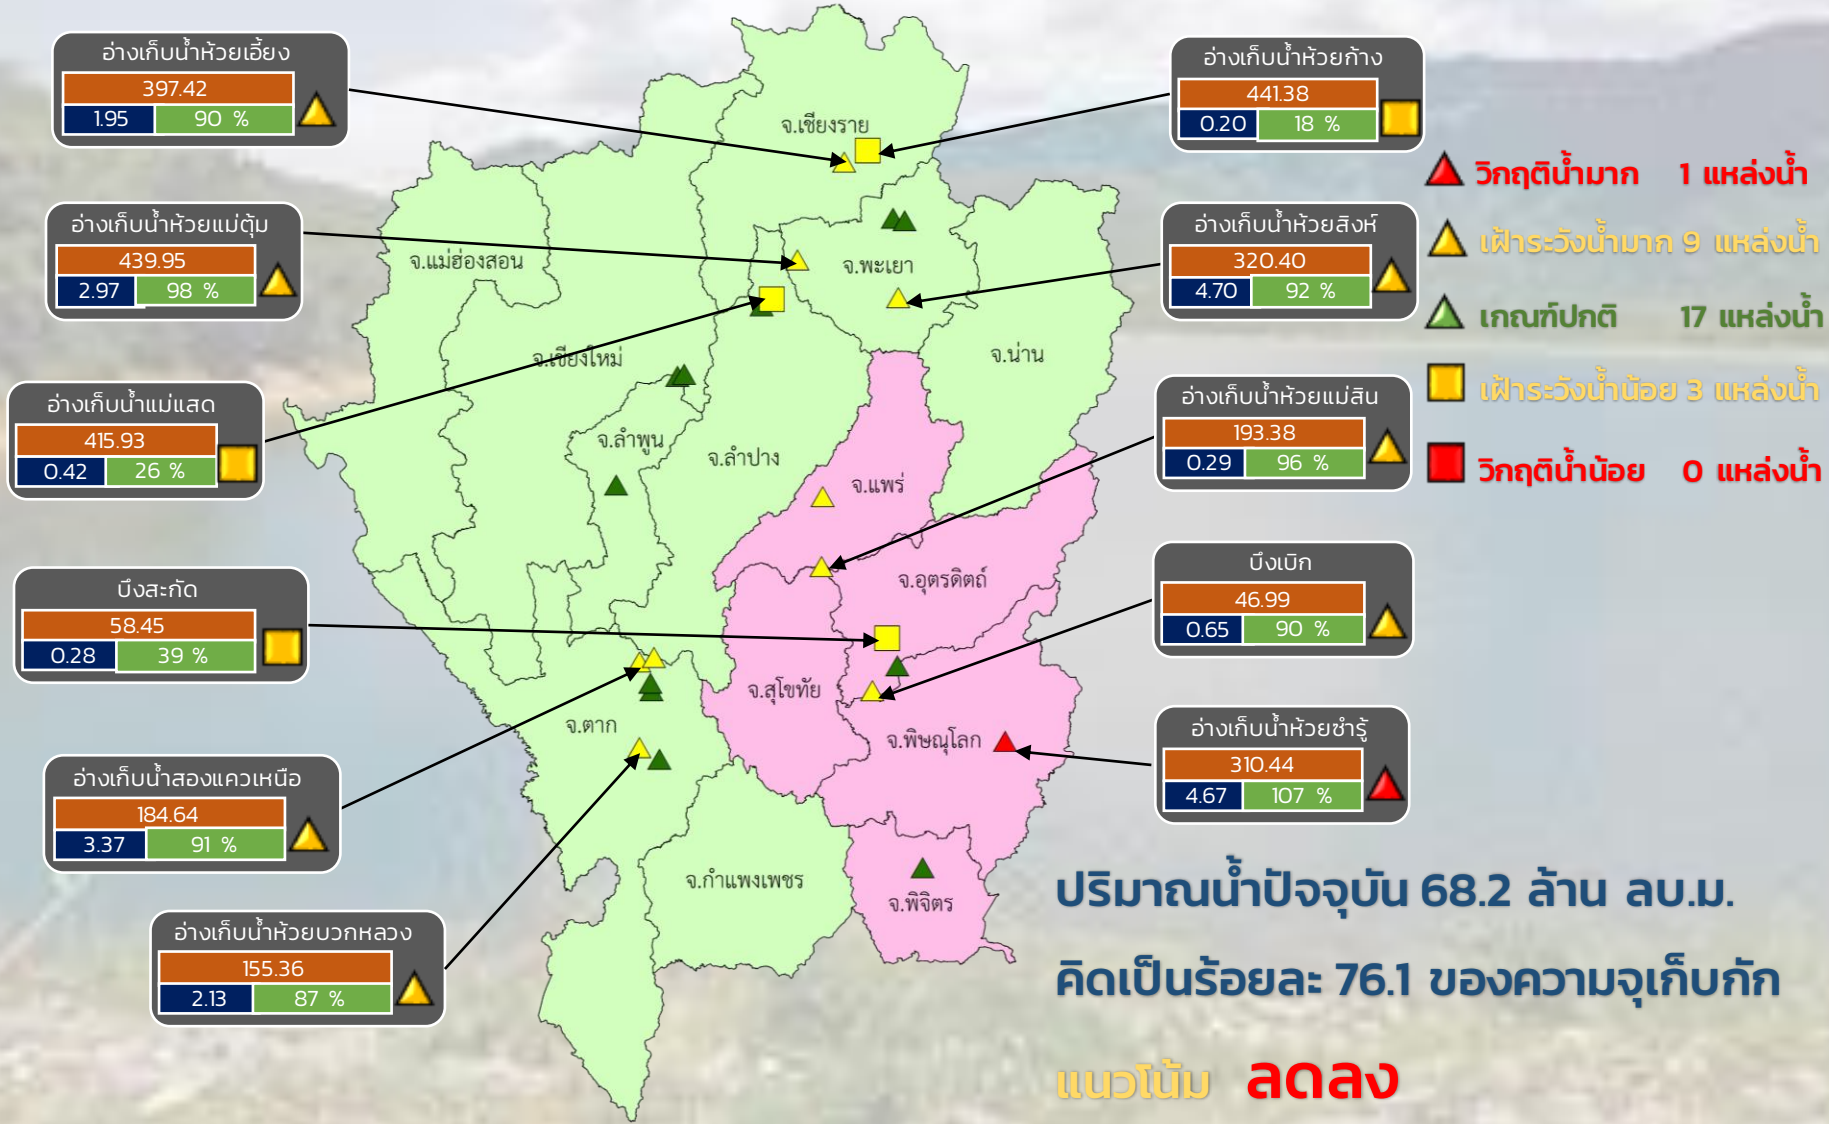 อ่างเก็บน้ำห้วยเอี้ยง
397.42
1.95 90 %
อ่างเก็บน้ำห้วยแม่ตุ้ม
439.95
2.97 98 %
อ่างเก็บน้ำแม่แสด
415.93
0.42 26 %
บึงสะกัด
58.45
0.28 39 %
อ่างเก็บน้ำสองแควเหนือ
184.64
3.37 91 %
อ่างเก็บน้ำห้วยบวกหลวง
155.36
2.13 87 %
จ.เชียงราย
จ.แม่ฮ่องสอน
จ.พะเยา
จ.เชียงใหม่
จ.น่าน
จ.ลำพูน
จ.ลำปาง
จ.แพร่
จ.อุตรดิตถ์
จ.สุโขทัย
จ.ตาก
จ.พิษณุโลก
จ.กำแพงเพชร
จ.พิจิตร
อ่างเก็บน้ำห้วยก้าง
441.38
0.20 18 %
อ่างเก็บน้ำห้วยสิงห์
320.40
4.70 92 %
อ่างเก็บน้ำห้วยแม่สิน
193.38
0.29 96 %
บึงเบิก
46.99
0.65 90 %
อ่างเก็บน้ำห้วยซำรู้
310.44
4.67 107 %
วิกฤติน้ำมาก 1 แหล่งน้ำ
เฝ้าระวังน้ำมาก 9 แหล่งน้ำ
เกณฑ์ปกติ 17 แหล่งน้ำ
เฝ้าระวังน้ำน้อย 3 แหล่งน้ำ
วิกฤติน้ำน้อย 0 แหล่งน้ำ
ปริมาณน้ำปัจจุบัน 68.2 ล้าน ลบ.ม.
คิดเป็นร้อยละ 76.1 ของความจุเก็บกัก
แนวโน้ม ลดลง